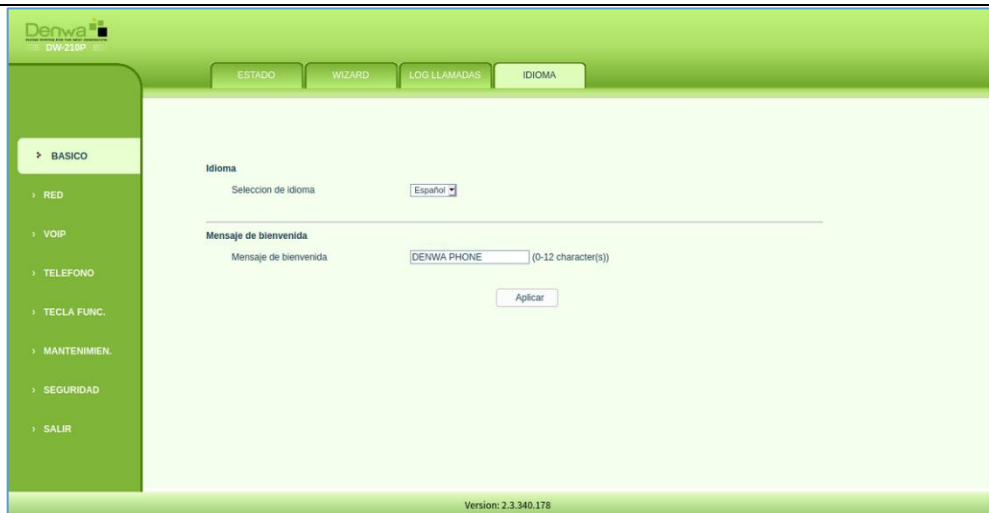 Denwa
DW-210P
ESTADO WIZARD LOG LLAMADAS IDIOMA
BASICO
RED
VOIP
TELEFONO
TECLA FUNC.
MANTENIMIEN.
SEGURIDAD
SALIR
Idioma
Seleccion de idioma Español
Mensaje de bienvenida
Mensaje de bienvenida DENWA PHONE (0-12 character(s))
Aplicar
Version: 2.3.340.178